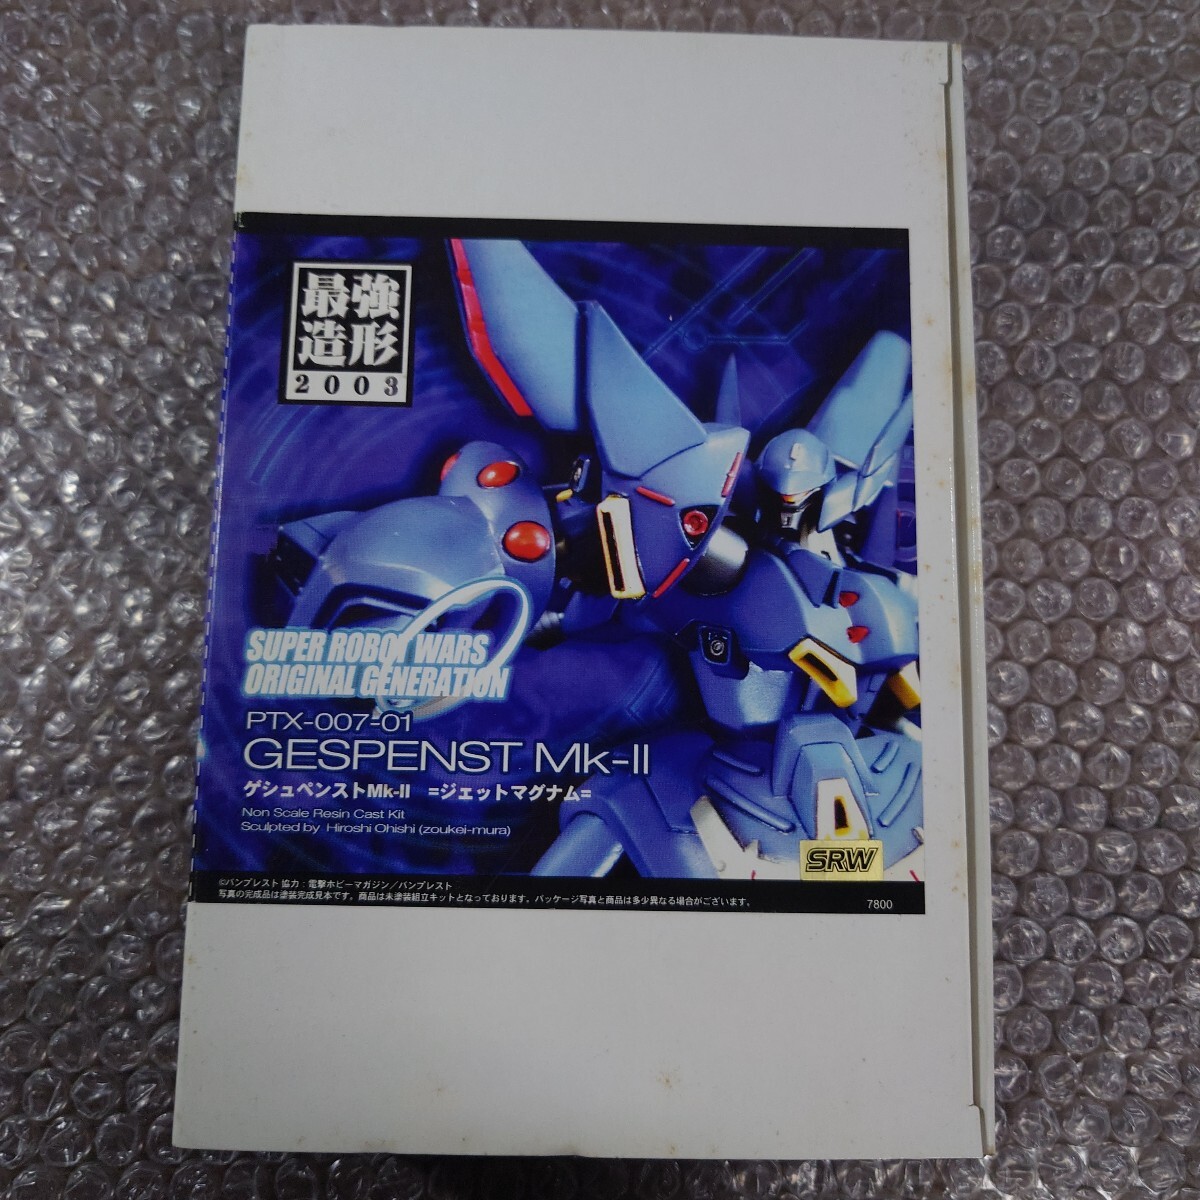 最強
造形
2003
SUPER ROBOT WARS
ORIGINAL GENERATION
PTX-007-01
GESPENST Mk-II
ゲシュペンストMk-II =ジェットマグナム=
Non Scale Resin Cast Kit
Sculpted by Hiroshi Ohishi (zoukei-mura)
SRW
©バンプレスト 協力:電撃ホビーマガジン/バンプレスト
写真の完成品は塗装完成見本です。商品は未塗装組立キットとなっております。パッケージ写真と商品は多少異なる場合がございます。
7800